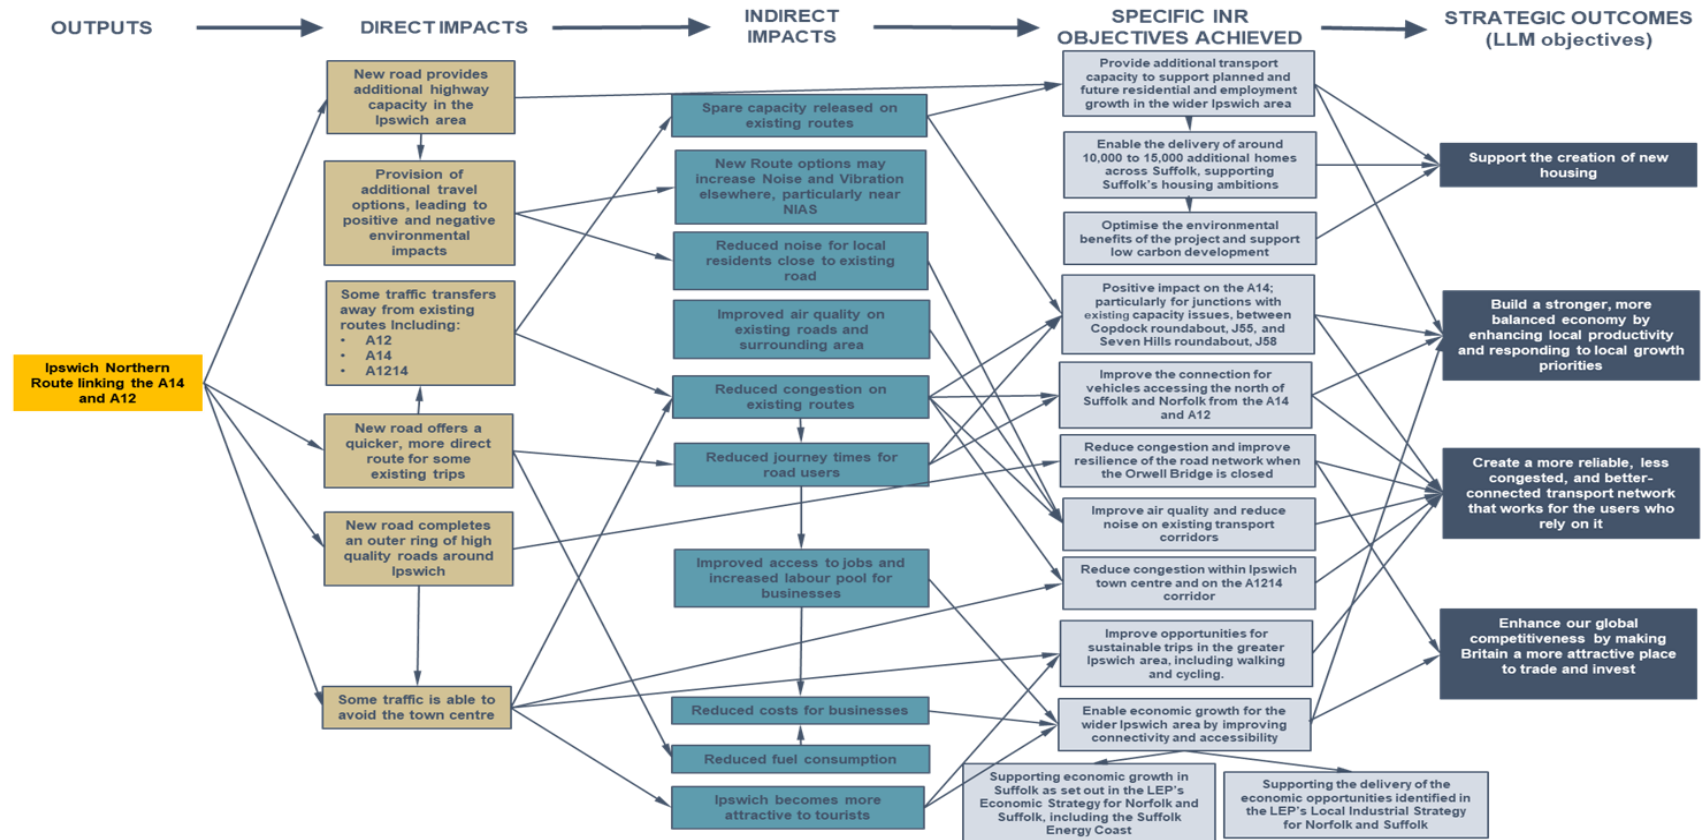 OUTPUTS
DIRECT IMPACTS
INDIRECT
IMPACTS
SPECIFIC INR
OBJECTIVES ACHIEVED
STRATEGIC OUTCOMES
(LLM objectives)
Ipswich Northern
Route linking the A14
and A12
New road provides
additional highway
capacity in the
Ipswich area
Provision of
additional travel
options, leading to
positive and negative
environmental
impacts
Some traffic transfers
away from existing
routes Including:
• A12
• A14
• A1214
New road offers a
quicker, more direct
route for some
existing trips
New road completes
an outer ring of high
quality roads around
Ipswich
Some traffic is able to
avoid the town centre
Spare capacity released on
existing routes
New Route options may
increase Noise and Vibration
elsewhere, particularly near
NIAS
Reduced noise for local
residents close to existing
road
Improved air quality on
existing roads and
surrounding area
Reduced congestion on
existing routes
Reduced journey times for
road users
Improved access to jobs and
increased labour pool for
businesses
Reduced costs for businesses
Reduced fuel consumption
Ipswich becomes more
attractive to tourists
Provide additional transport
capacity to support planned and
future residential and employment
growth in the wider Ipswich area
Enable the delivery of around
10,000 to 15,000 additional homes
across Suffolk, supporting
Suffolk's housing ambitions
Optimise the environmental
benefits of the project and support
low carbon development
Positive impact on the A14;
particularly for junctions with
existing capacity issues, between
Copdock roundabout, J55, and
Seven Hills roundabout, J58
Improve the connection for
vehicles accessing the north of
Suffolk and Norfolk from the A14
and A12
Reduce congestion and improve
resilience of the road network when
the Orwell Bridge is closed
Improve air quality and reduce
noise on existing transport
corridors
Reduce congestion within Ipswich
town centre and on the A1214
corridor
Improve opportunities for
sustainable trips in the greater
Ipswich area, including walking
and cycling.
Enable economic growth for the
wider Ipswich area by improving
connectivity and accessibility
Supporting economic growth in
Suffolk as set out in the LEP's
Economic Strategy for Norfolk and
Suffolk, including the Suffolk
Energy Coast
Supporting the delivery of the
economic opportunities identified in
the LEP's Local Industrial Strategy
for Norfolk and Suffolk
Support the creation of new
housing
Build a stronger, more
balanced economy by
enhancing local productivity
and responding to local growth
priorities
Create a more reliable, less
congested, and better-
connected transport network
that works for the users who
rely on it
Enhance our global
competitiveness by making
Britain a more attractive place
to trade and invest